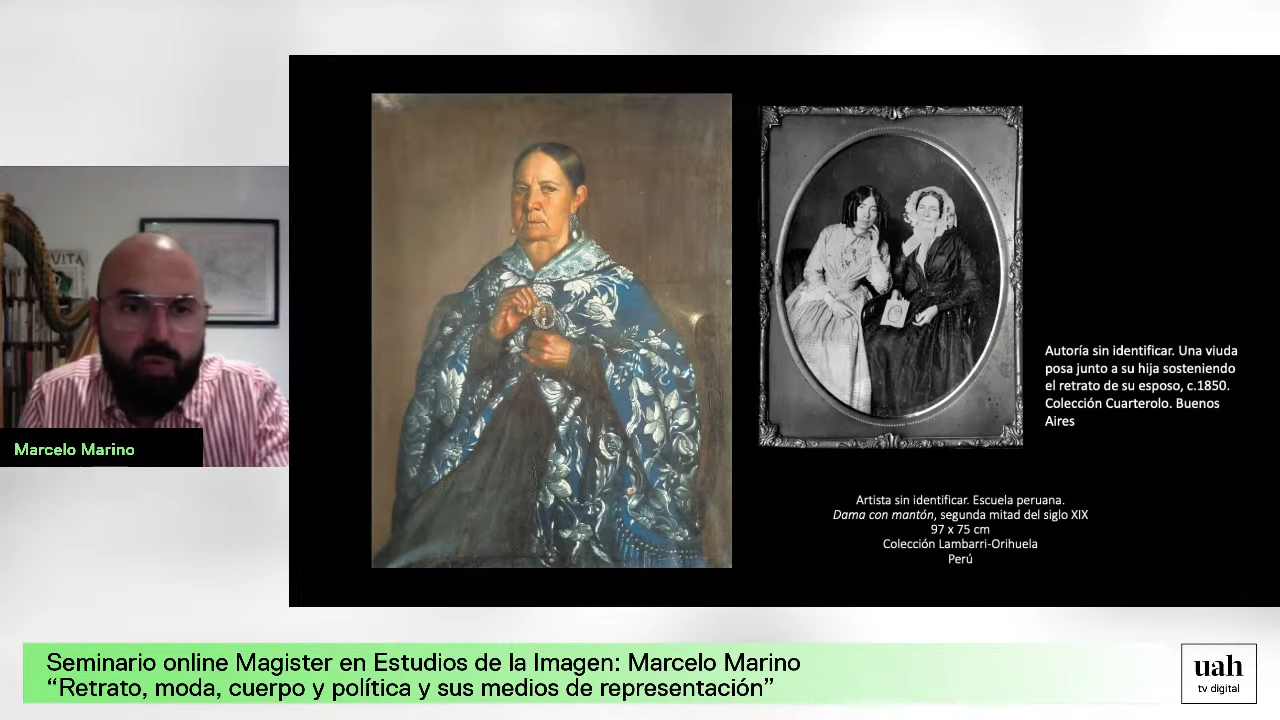 VITA
Marcelo Marino
Autoría sin identificar. Una viuda
posa junto a su hija sosteniendo
el retrato de su esposo, c.1850.
Colección Cuarterolo. Buenos
Aires
Artista sin identificar. Escuela peruana.
Dama con mantón, segunda mitad del siglo XIX
97 x 75 cm
Colección Lambarri-Orihuela
Perú
Seminario online Magister en Estudios de la Imagen: Marcelo Marino
“Retrato, moda, cuerpo y política y sus medios de representación”
uah
tv digital